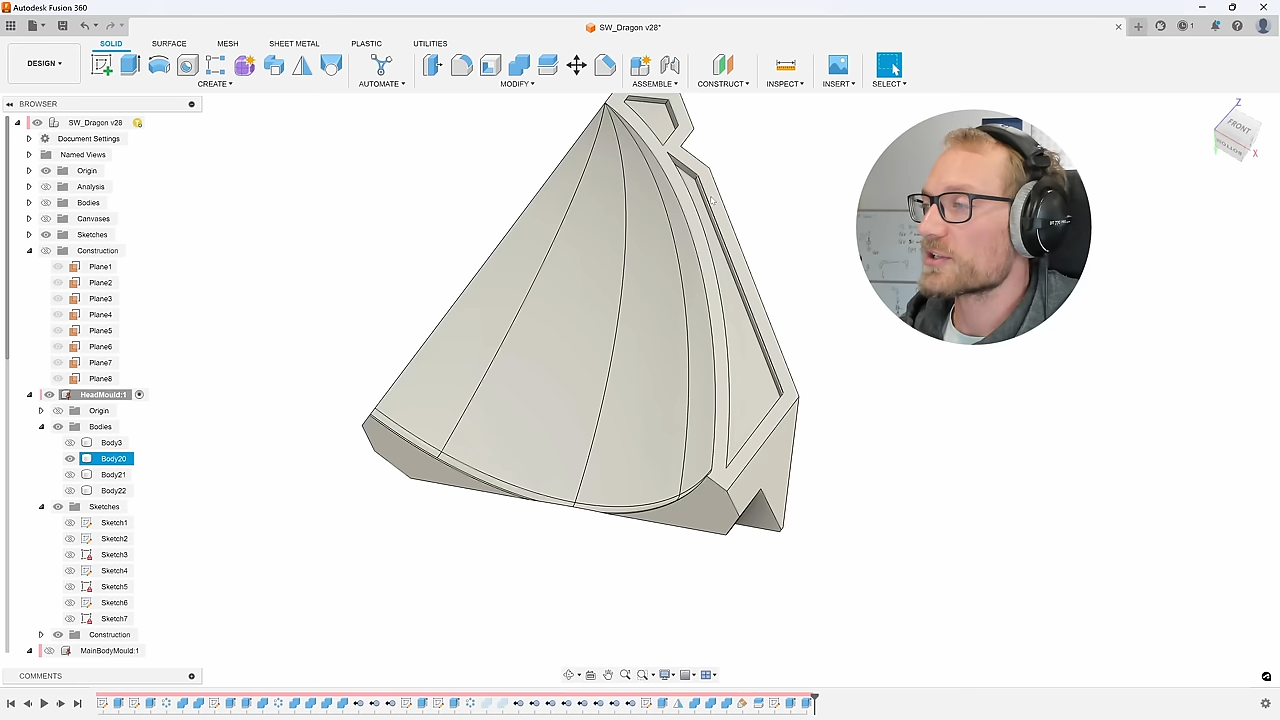 Autodesk Fusion 360
SW_Dragon v28*
1
DESIGN
SOLID
SURFACE
MESH
SHEET METAL
PLASTIC
UTILITIES
CREATE
AUTOMATE
MODIFY
ASSEMBLE
CONSTRUCT
INSPECT
INSERT
SELECT
BROWSER
SW_Dragon v28
Document Settings
Named Views
Origin
Analysis
Bodies
Canvases
Sketches
Construction
Plane1
Plane2
Plane3
Plane4
Plane5
Plane6
Plane7
Plane8
HeadMould:1
Origin
Bodies
Body3
Body20
Body21
Body22
Sketches
Sketch1
Sketch2
Sketch3
Sketch4
Sketch5
Sketch6
Sketch7
Construction
MainBodyMould:1
COMMENTS
Z
FRONT
BOTTOM
X